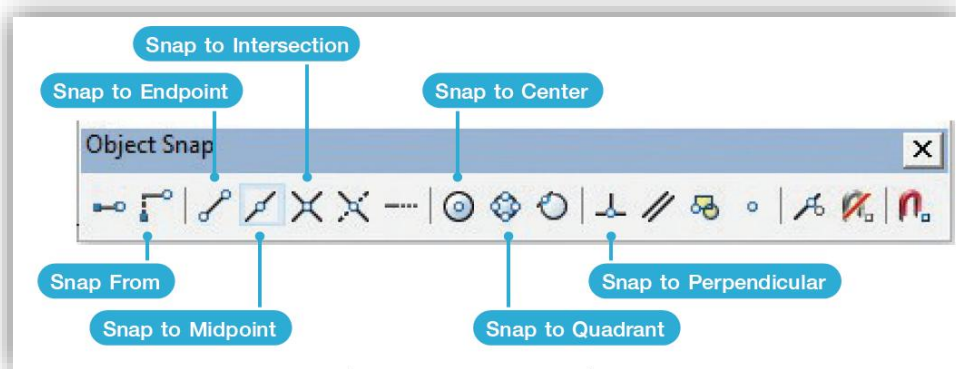 Snap to Intersection
Snap to Endpoint
Snap to Center
Object Snap
Snap From
Snap to Perpendicular
Snap to Midpoint
Snap to Quadrant